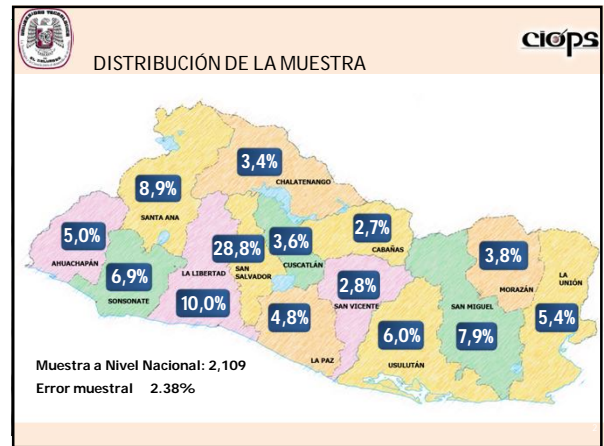 ciops
DISTRIBUCIÓN DE LA MUESTRA
3,4%
CHALATENANGO
8,9%
SANTA ANA
5,0%
AHUACHAPÁN
6,9%
SONSONATE
LA LIBERTAD
10,0%
28,8%
SAN
SALVADOR
3,6%
CUSCATLÁN
2,7%
CABAÑAS
2,8%
SAN VICENTE
4,8%
LA PAZ
6,0%
USULUTÁN
SAN MIGUEL
7,9%
3,8%
MORAZÁN
LA
UNIÓN
5,4%
Muestra a Nivel Nacional: 2,109
Error muestral 2.38%